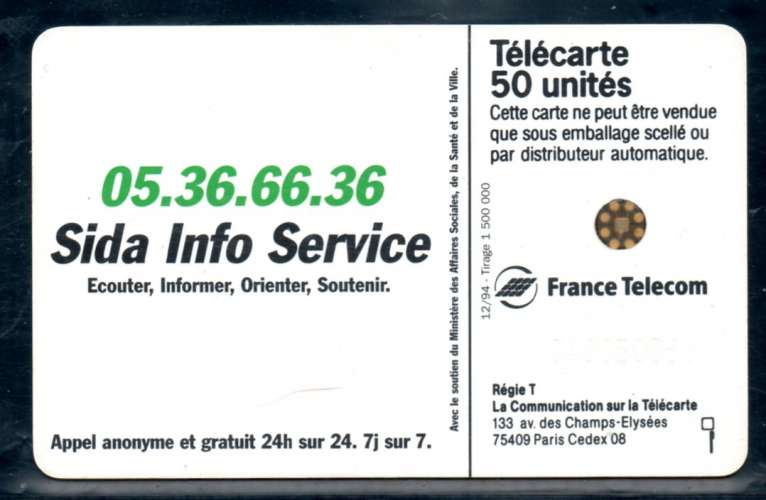 05.36.66.36
Sida Info Service
Ecouter, Informer, Orienter, Soutenir.
Appel anonyme et gratuit 24h sur 24. 7j sur 7.
Avec le soutien du Ministère des Affaires Sociales, de la Santé et de la Ville.
Télécarte
50 unités
Cette carte ne peut être vendue
que sous emballage scellé ou
par distributeur automatique.
12/94 - Tirage 1 500 000
France Telecom
Régie T
La Communication sur la Télécarte
133 av. des Champs-Elysées
75409 Paris Cedex 08